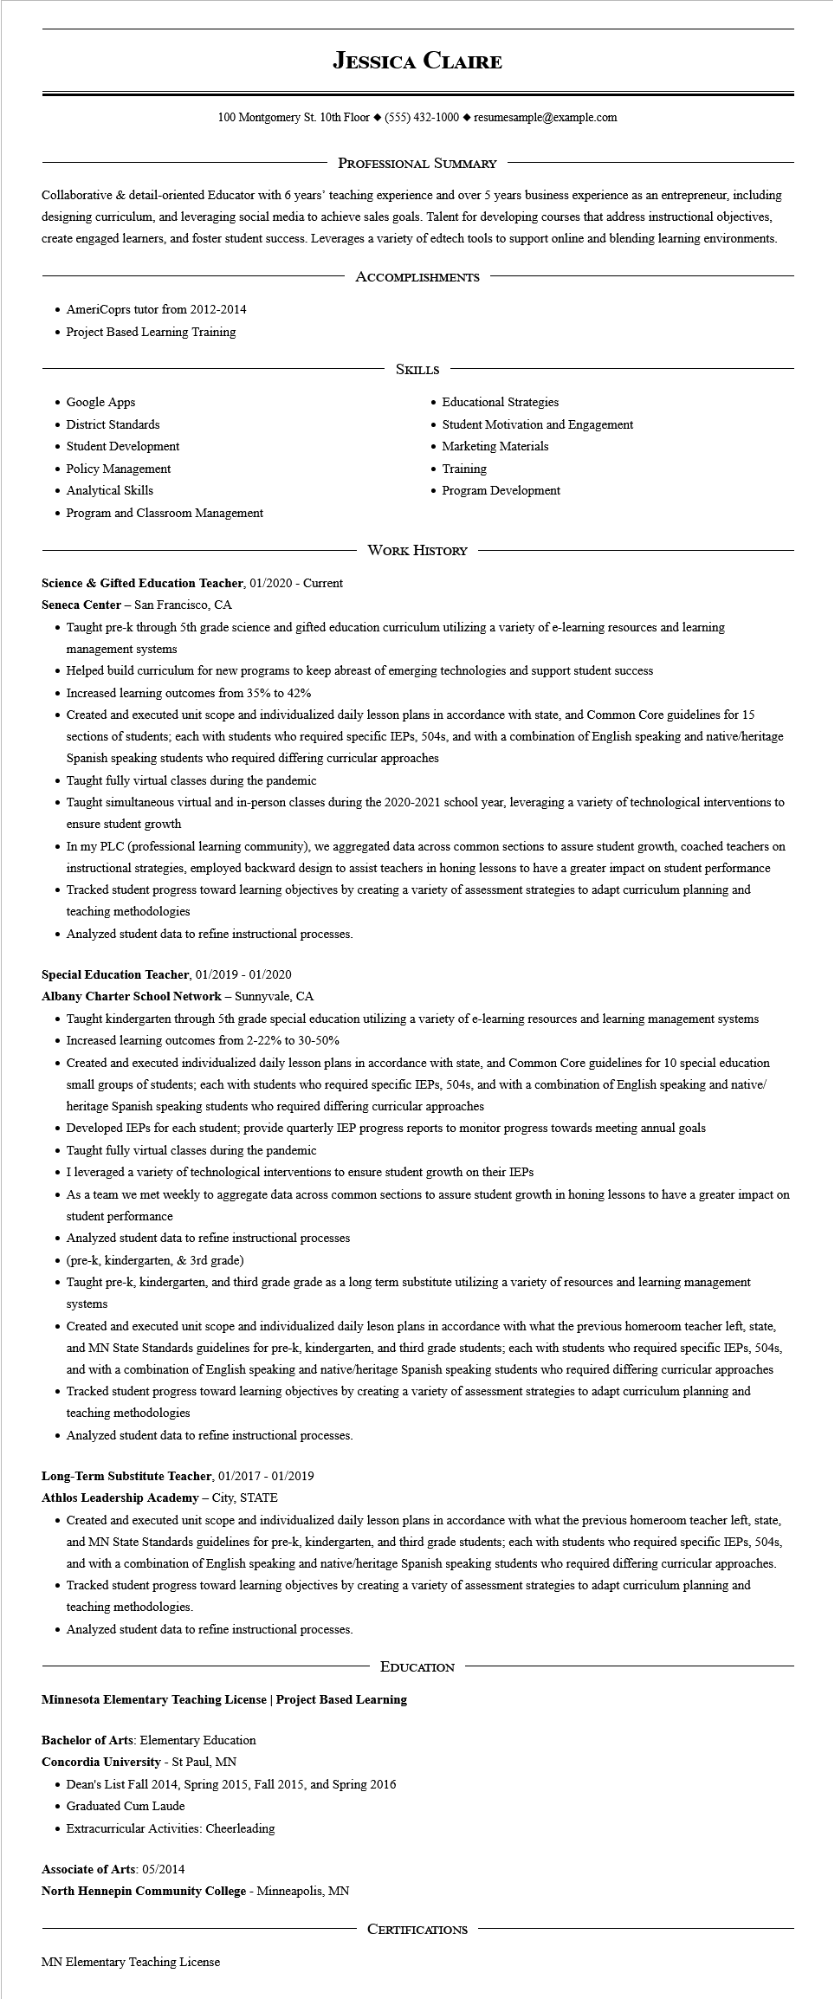 Jessica Claire
100 Montgomery St. 10th Floor ◆ (555) 432-1000 ◆ resumesample@example.com
Professional Summary
Collaborative & detail-oriented Educator with 6 years' teaching experience and over 5 years business experience as an entrepreneur, including
designing curriculum, and leveraging social media to achieve sales goals. Talent for developing courses that address instructional objectives,
create engaged learners, and foster student success. Leverages a variety of edtech tools to support online and blending learning environments.
Accomplishments
• AmeriCoprs tutor from 2012-2014
• Project Based Learning Training
Skills
• Google Apps
• District Standards
• Student Development
• Policy Management
• Analytical Skills
• Program and Classroom Management
• Educational Strategies
• Student Motivation and Engagement
• Marketing Materials
• Training
• Program Development
Work History
Science & Gifted Education Teacher, 01/2020 - Current
Seneca Center – San Francisco, CA
• Taught pre-k through 5th grade science and gifted education curriculum utilizing a variety of e-learning resources and learning
management systems
• Helped build curriculum for new programs to keep abreast of emerging technologies and support student success
• Increased learning outcomes from 35% to 42%
• Created and executed unit scope and individualized daily lesson plans in accordance with state, and Common Core guidelines for 15
sections of students; each with students who required specific IEPs, 504s, and with a combination of English speaking and native/heritage
Spanish speaking students who required differing curricular approaches
• Taught fully virtual classes during the pandemic
• Taught simultaneous virtual and in-person classes during the 2020-2021 school year, leveraging a variety of technological interventions to
ensure student growth
• In my PLC (professional learning community), we aggregated data across common sections to assure student growth, coached teachers on
instructional strategies, employed backward design to assist teachers in honing lessons to have a greater impact on student performance
• Tracked student progress toward learning objectives by creating a variety of assessment strategies to adapt curriculum planning and
teaching methodologies
• Analyzed student data to refine instructional processes.
Special Education Teacher, 01/2019 - 01/2020
Albany Charter School Network – Sunnyvale, CA
• Taught kindergarten through 5th grade special education utilizing a variety of e-learning resources and learning management systems
• Increased learning outcomes from 2-22% to 30-50%
• Created and executed individualized daily lesson plans in accordance with state, and Common Core guidelines for 10 special education
small groups of students; each with students who required specific IEPs, 504s, and with a combination of English speaking and native/
heritage Spanish speaking students who required differing curricular approaches
• Developed IEPs for each student; provide quarterly IEP progress reports to monitor progress towards meeting annual goals
• Taught fully virtual classes during the pandemic
• I leveraged a variety of technological interventions to ensure student growth on their IEPs
• As a team we met weekly to aggregate data across common sections to assure student growth in honing lessons to have a greater impact on
student performance
• Analyzed student data to refine instructional processes
• (pre-k, kindergarten, & 3rd grade)
• Taught pre-k, kindergarten, and third grade grade as a long term substitute utilizing a variety of resources and learning management
systems
• Created and executed unit scope and individualized daily leson plans in accordance with what the previous homeroom teacher left, state,
and MN State Standards guidelines for pre-k, kindergarten, and third grade students; each with students who required specific IEPs, 504s,
and with a combination of English speaking and native/heritage Spanish speaking students who required differing curricular approaches
• Tracked student progress toward learning objectives by creating a variety of assessment strategies to adapt curriculum planning and
teaching methodologies
• Analyzed student data to refine instructional processes.
Long-Term Substitute Teacher, 01/2017 - 01/2019
Athlos Leadership Academy – City, STATE
• Created and executed unit scope and individualized daily lesson plans in accordance with what the previous homeroom teacher left, state,
and MN State Standards guidelines for pre-k, kindergarten, and third grade students; each with students who required specific IEPs, 504s,
and with a combination of English speaking and native/heritage Spanish speaking students who required differing curricular approaches.
• Tracked student progress toward learning objectives by creating a variety of assessment strategies to adapt curriculum planning and
teaching methodologies.
• Analyzed student data to refine instructional processes.
Education
Minnesota Elementary Teaching License | Project Based Learning
Bachelor of Arts: Elementary Education
Concordia University - St Paul, MN
• Dean's List Fall 2014, Spring 2015, Fall 2015, and Spring 2016
• Graduated Cum Laude
• Extracurricular Activities: Cheerleading
Associate of Arts: 05/2014
North Hennepin Community College - Minneapolis, MN
Certifications
MN Elementary Teaching License